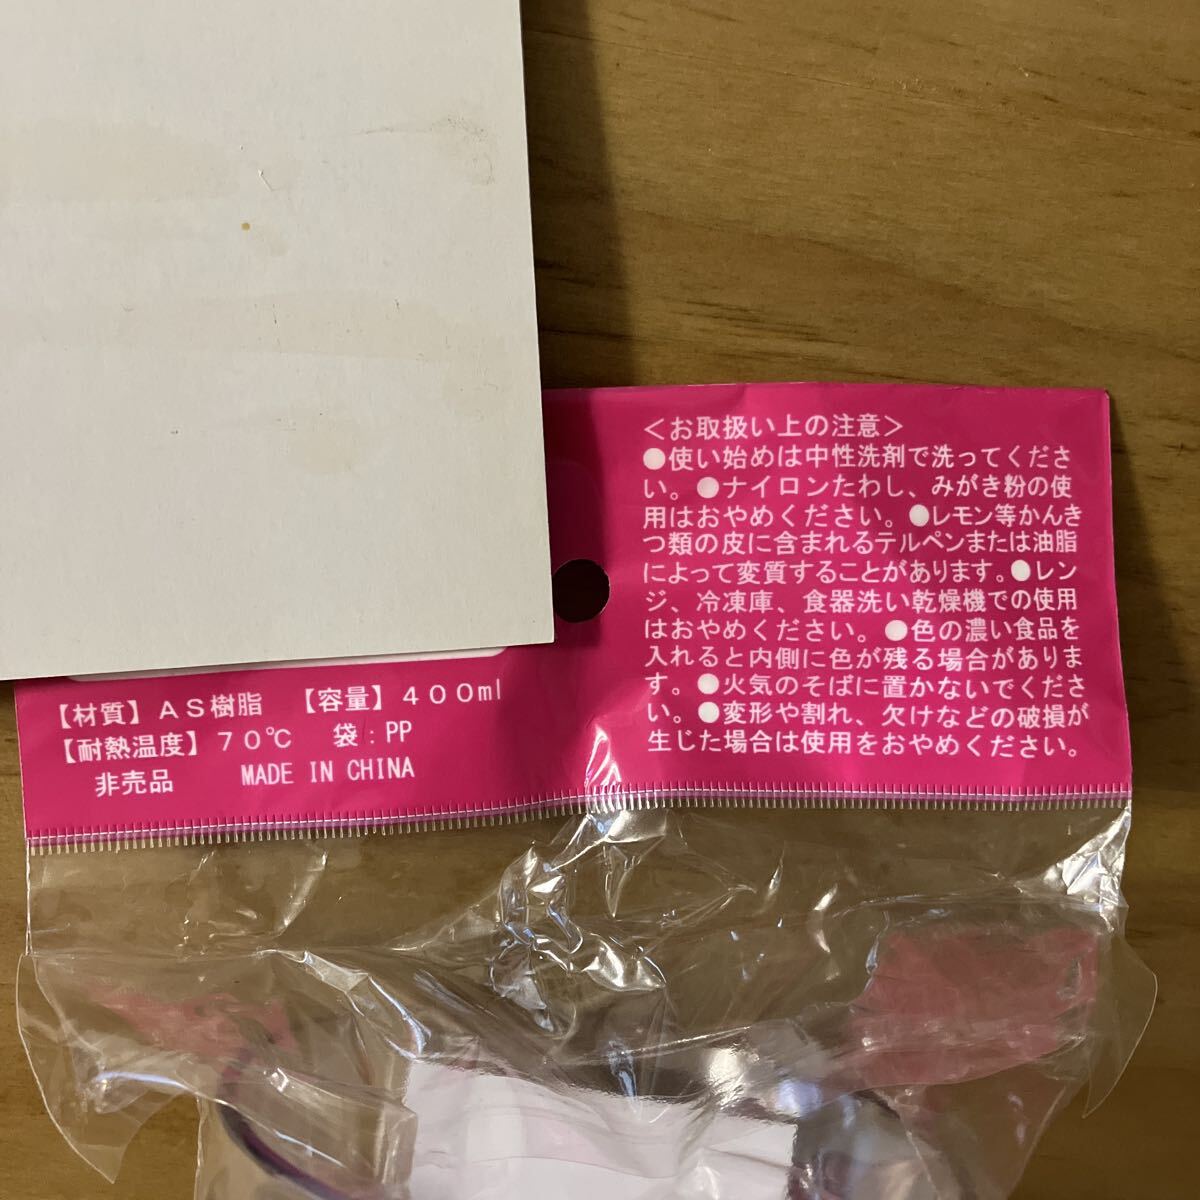 ＜お取扱い上の注意＞
●使い始めは中性洗剤で洗ってくださ
い。●ナイロンたわし、みがき粉の使
用はおやめください。●レモン等かんき
つ類の皮に含まれるテルペンまたは油脂
によって変質することがあります。●レン
ジ、冷凍庫、食器洗い乾燥機での使用
はおやめください。●色の濃い食品を
入れると内側に色が残る場合がありま
す。●火気のそばに置かないでくださ
い。●変形や割れ、欠けなどの破損が
生じた場合は使用をおやめください。
【材質】ＡＳ樹脂 【容量】４００ml
【耐熱温度】７０℃ 袋：PP
非売品 MADE IN CHINA